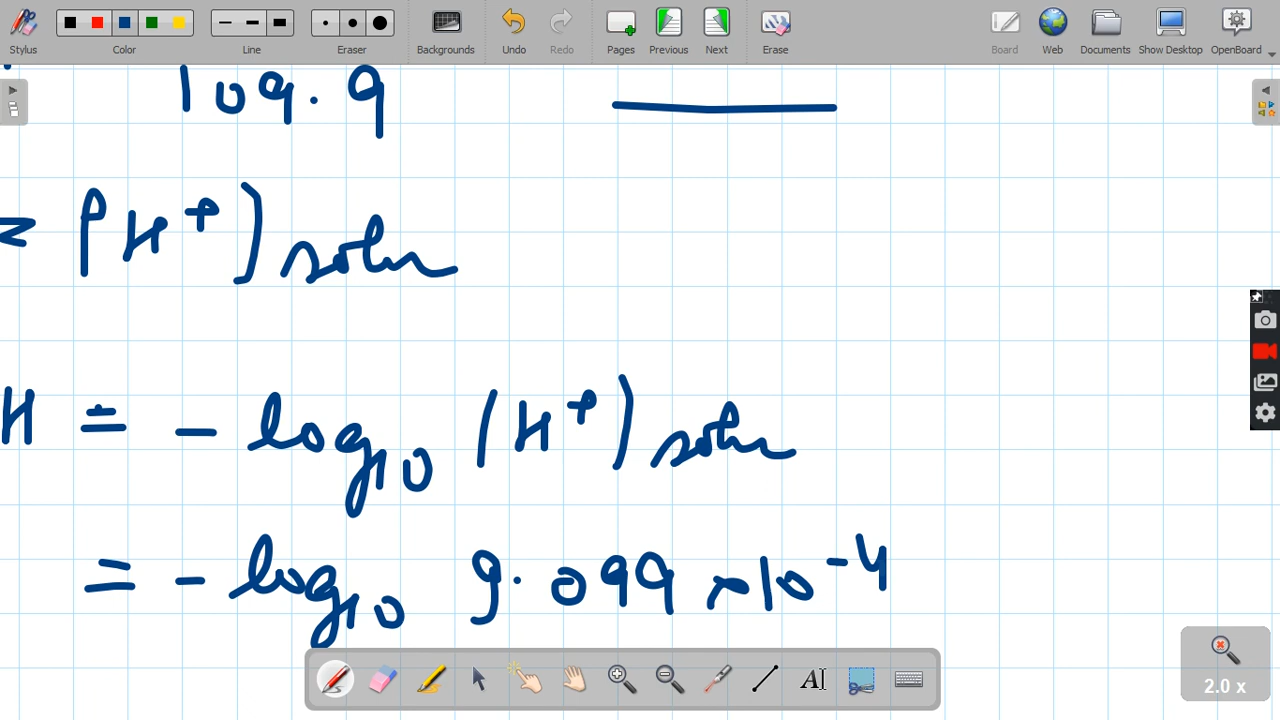 Stylus Color Line Eraser Backgrounds Undo Redo Pages Previous Next Erase Board Web Documents Show Desktop OpenBoard
109.9
= [H⁺] soln
H = - log₁₀ (H⁺) soln
= - log₁₀ 9.099 × 10⁻⁴
2.0 x